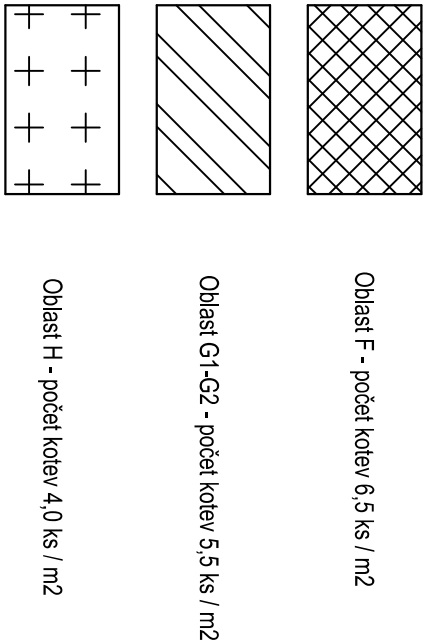 Oblast F - počet kotev 6,5 ks / m2
Oblast G1-G2 - počet kotev 5,5 ks / m2
Oblast H - počet kotev 4,0 ks / m2